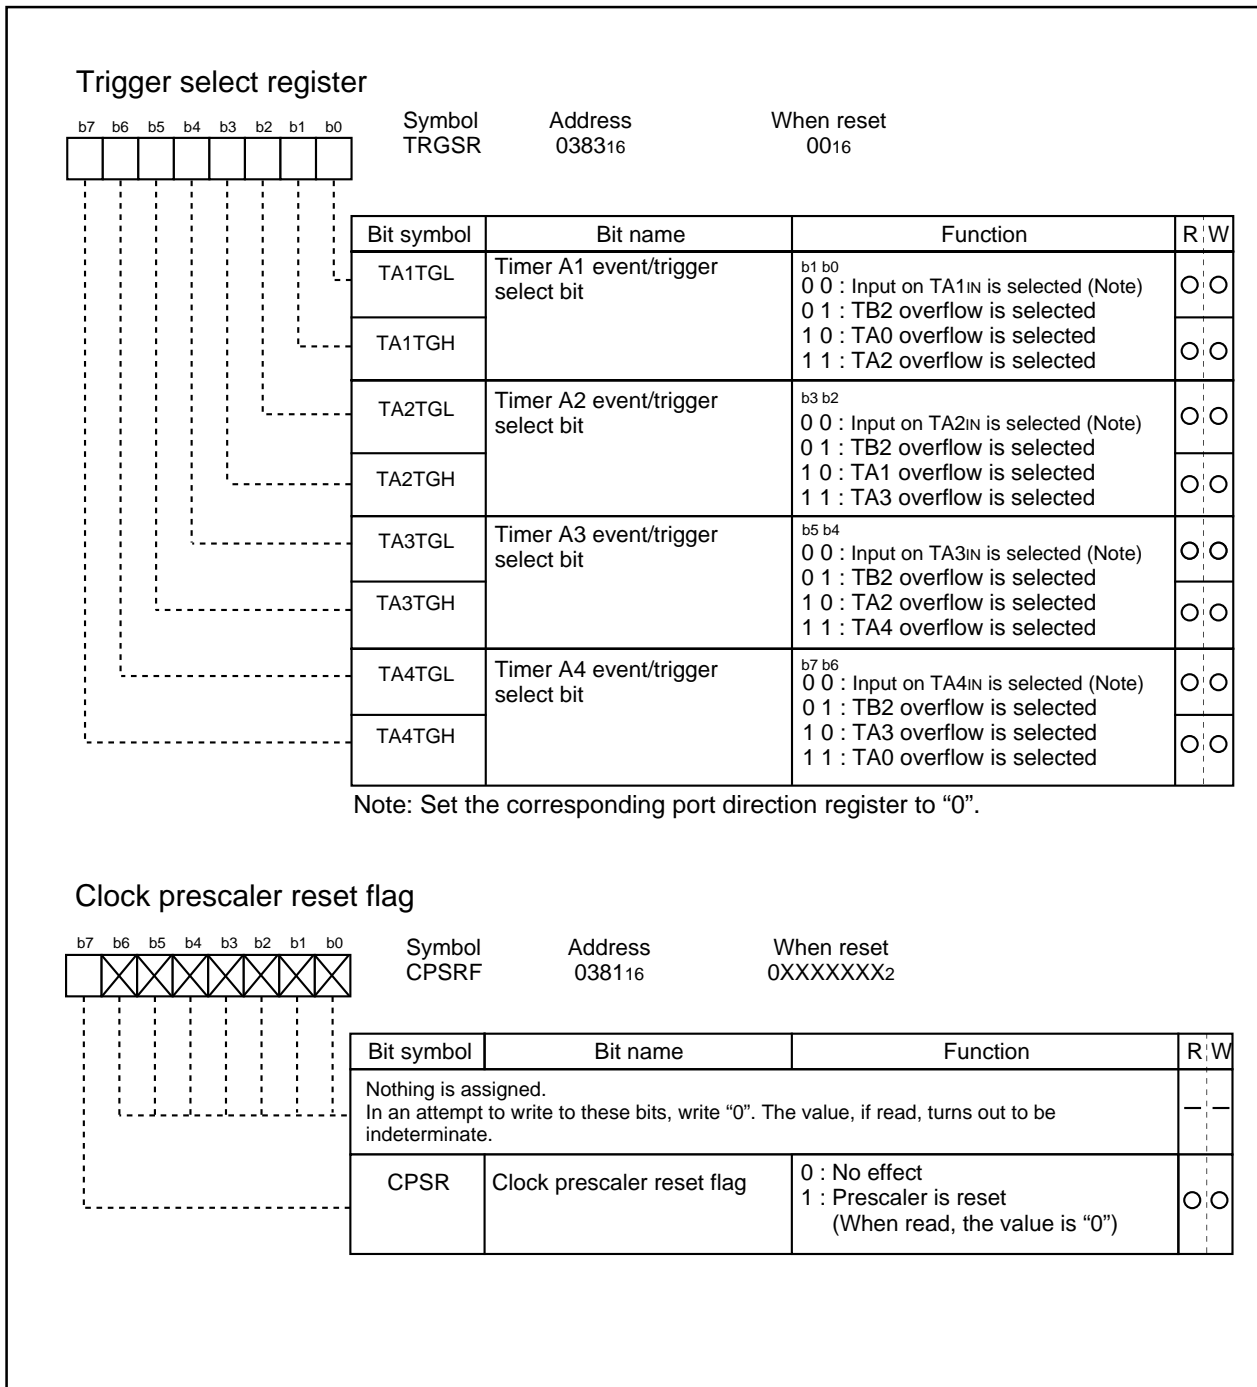 Trigger select register
b7 b6 b5 b4 b3 b2 b1 b0
Symbol Address When reset
TRGSR 038316 0016
Bit symbol Bit name Function R W
TA1TGL Timer A1 event/trigger select bit
b1 b0
0 0 : Input on TA1IN is selected (Note)
0 1 : TB2 overflow is selected
TA1TGH
1 0 : TA0 overflow is selected
1 1 : TA2 overflow is selected
TA2TGL Timer A2 event/trigger select bit
b3 b2
0 0 : Input on TA2IN is selected (Note)
0 1 : TB2 overflow is selected
TA2TGH
1 0 : TA1 overflow is selected
1 1 : TA3 overflow is selected
TA3TGL Timer A3 event/trigger select bit
b5 b4
0 0 : Input on TA3IN is selected (Note)
0 1 : TB2 overflow is selected
TA3TGH
1 0 : TA2 overflow is selected
1 1 : TA4 overflow is selected
TA4TGL Timer A4 event/trigger select bit
b7 b6
0 0 : Input on TA4IN is selected (Note)
0 1 : TB2 overflow is selected
TA4TGH
1 0 : TA3 overflow is selected
1 1 : TA0 overflow is selected
Note: Set the corresponding port direction register to “0”.
Clock prescaler reset flag
b7 b6 b5 b4 b3 b2 b1 b0
Symbol Address When reset
CPSRF 038116 0XXXXXXX2
Bit symbol Bit name Function R W
Nothing is assigned.
In an attempt to write to these bits, write “0”. The value, if read, turns out to be
indeterminate.
CPSR Clock prescaler reset flag
0 : No effect
1 : Prescaler is reset
(When read, the value is “0”)